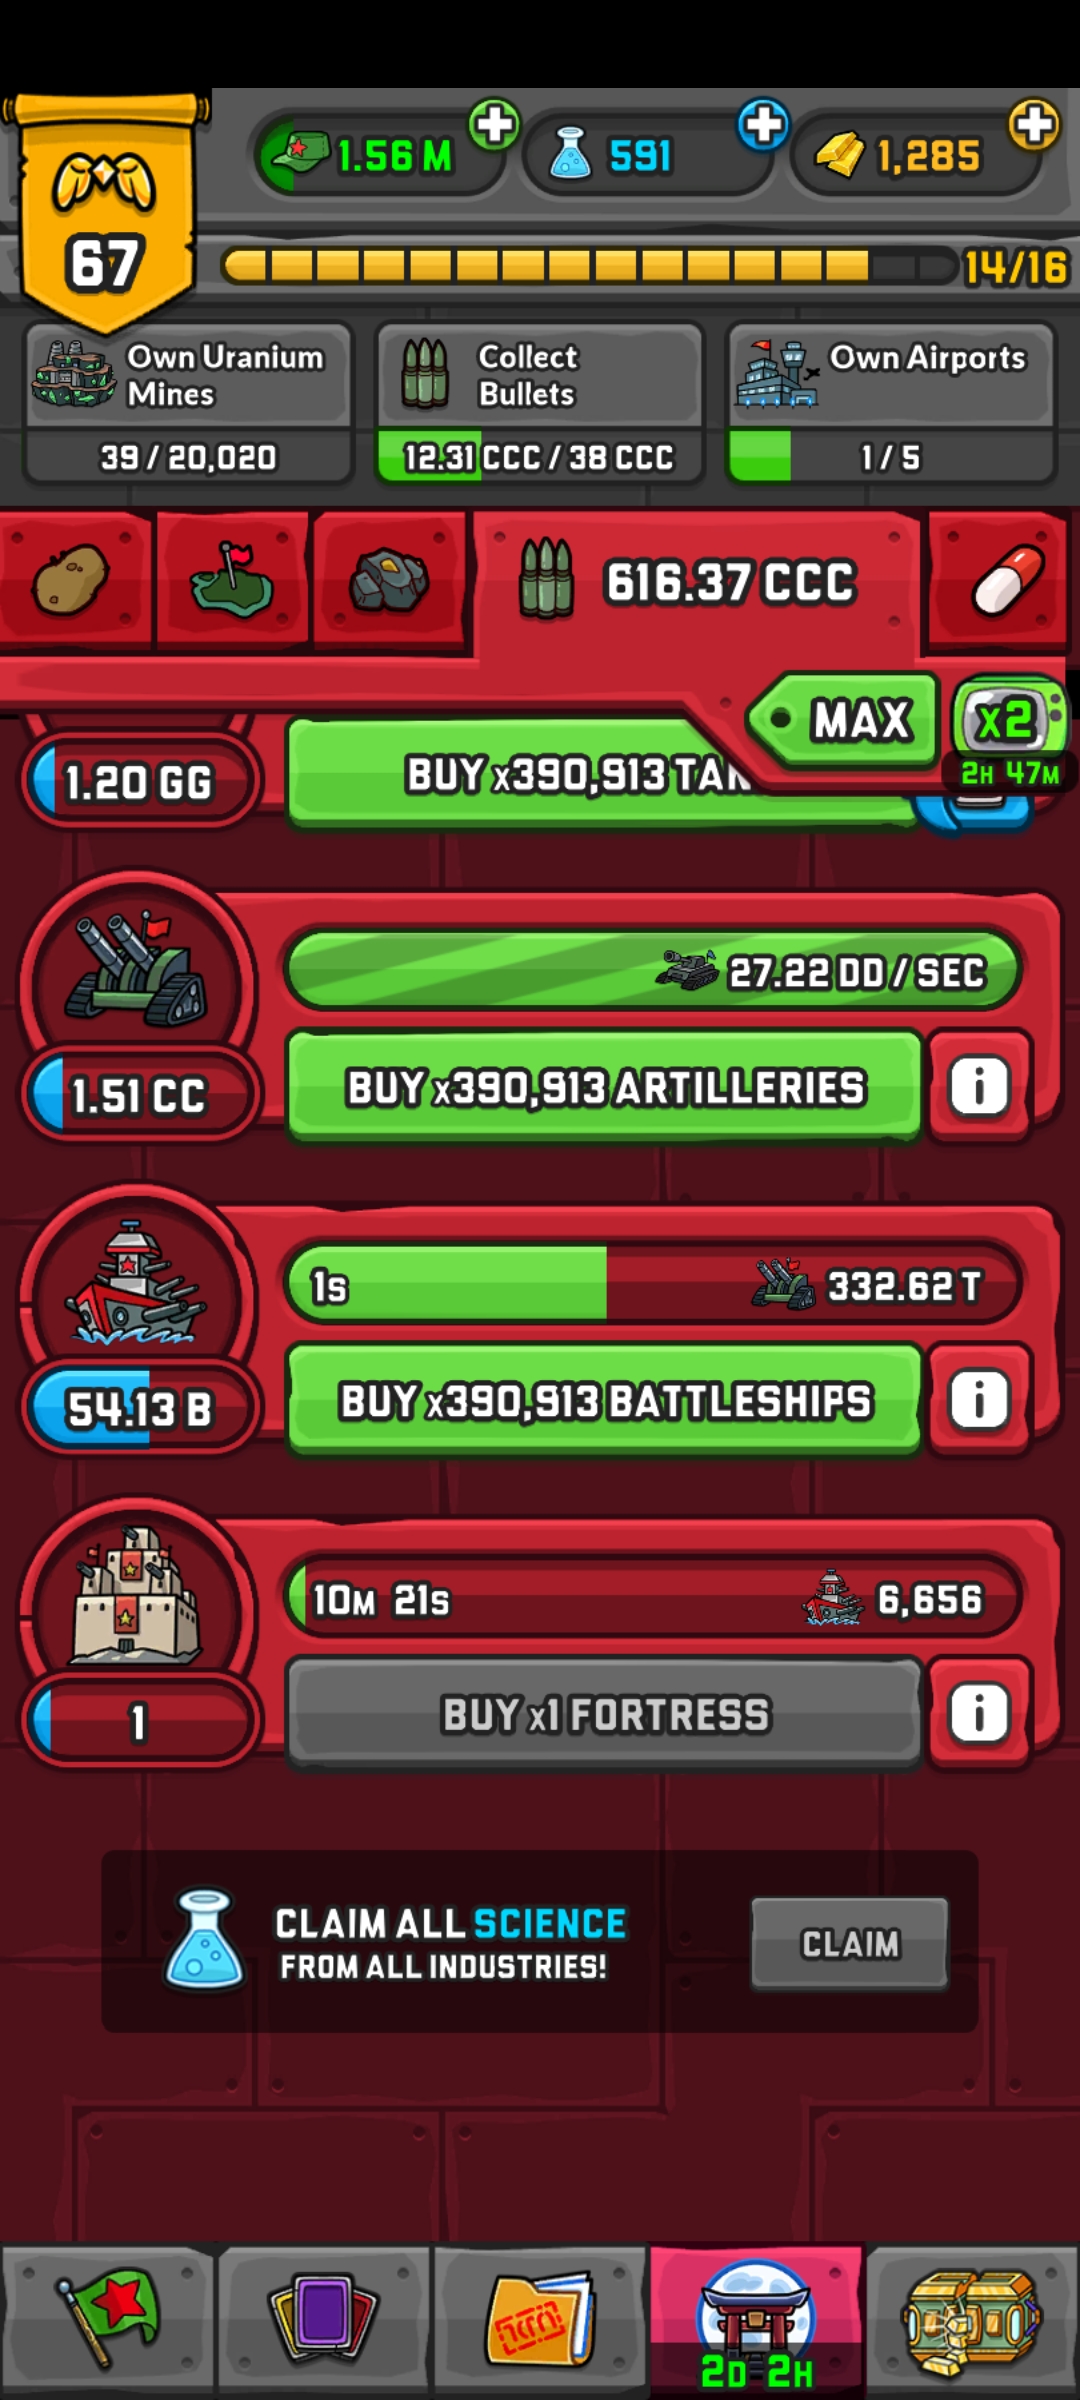 1.56 M
591
1,285
67
14/16
Own Uranium
Mines
39 / 20,020
Collect
Bullets
12.31 CCC / 38 CCC
Own Airports
1 / 5
616.37 CCC
MAX
x2
2H 47M
1.20 GG
BUY x390,913
27.22 DD / SEC
1.51 CC
BUY x390,913 ARTILLERIES
i
1s
332.62 T
54.13 B
BUY x390,913 BATTLESHIPS
i
10M 21s
6,656
1
BUY x1 FORTRESS
i
CLAIM ALL SCIENCE
FROM ALL INDUSTRIES!
CLAIM
2D 2H